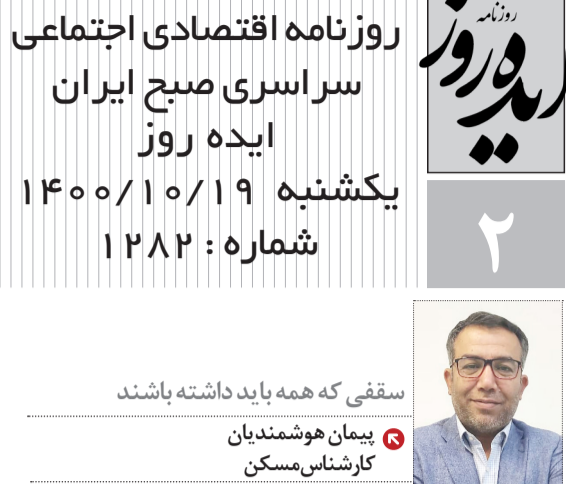 روزنامه
ایده روز
روزنامه اقتصادی اجتماعی
سراسری صبح ایران
ایده روز
یکشنبه ۱۴۰۰/۱۰/۱۹
شماره : ۱۲۸۲
۲
سقفی که همه باید داشته باشند
پیمان هوشمندیان
کارشناس‌مسکن